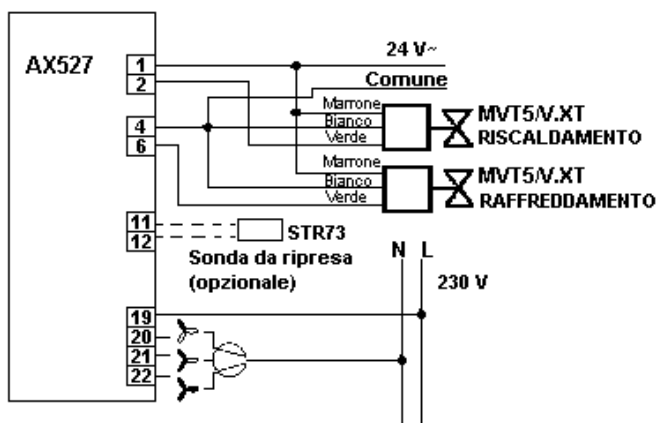 AX527
1
2
4
6
11
12
19
20
21
22
24 V~
Comune
Marrone
Bianco
Verde
MVT5/V.XT
RISCALDAMENTO
Marrone
Bianco
Verde
MVT5/V.XT
RAFFREDDAMENTO
STR73
Sonda da ripresa
(opzionale)
N L
230 V